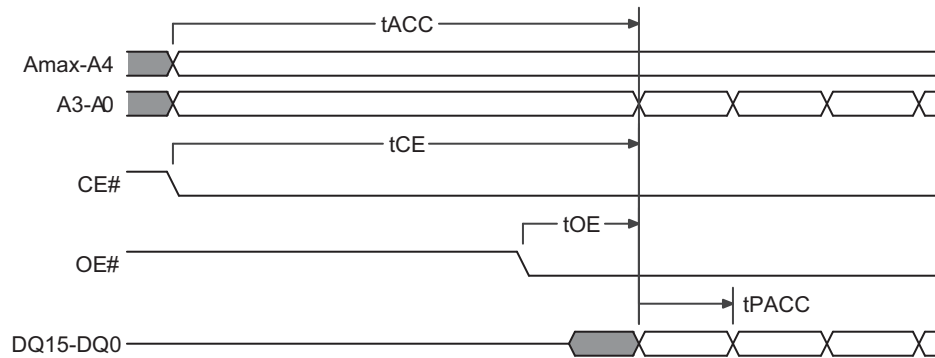 tACC
Amax-A4
A3-A0
tCE
CE#
tOE
OE#
tPACC
DQ15-DQ0